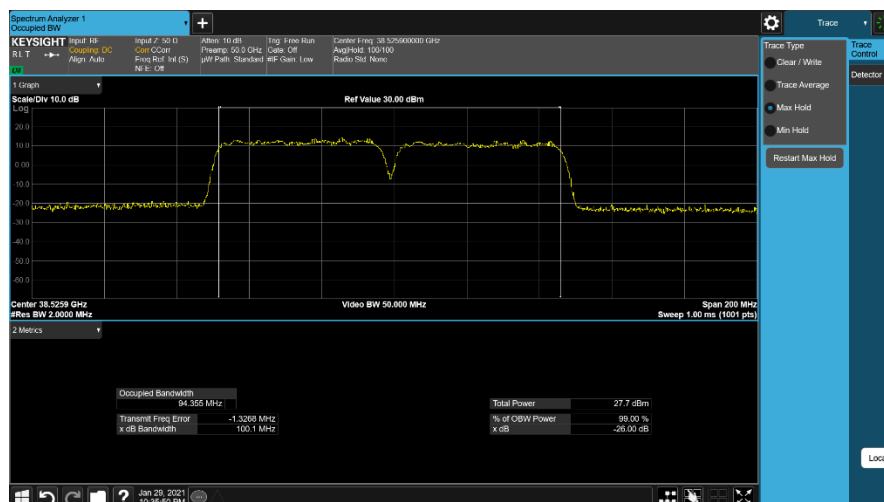 Spectrum Analyzer 1
Occupied BW
Trace
KEYSIGHT
Input: RF
Coupling: DC
Align: Auto
RLT
Input Z: 50 Ω
Corr CCorr
Freq Ref: Int (S)
NFE: Off
Atten: 10 dB
Preamp: 50.0 GHz
µW Path: Standard
Trig: Free Run
Gate: Off
#IF Gain: Low
Center Freq: 38.525900000 GHz
Avg|Hold: 100/100
Radio Std: None
1 Graph
Scale/Div 10.0 dB
Ref Value 30.00 dBm
Log
20.0
10.0
0.00
-10.0
-20.0
-30.0
-40.0
-50.0
-60.0
Center 38.5259 GHz
#Res BW 2.0000 MHz
Video BW 50.000 MHz
Span 200 MHz
Sweep 1.00 ms (1001 pts)
Trace Type
Clear / Write
Trace Average
Max Hold
Min Hold
Restart Max Hold
Trace
Control
Detector
2 Metrics
Occupied Bandwidth
94.355 MHz
Transmit Freq Error
-1.3268 MHz
x dB Bandwidth
100.1 MHz
Total Power
27.7 dBm
% of OBW Power
99.00 %
x dB
-26.00 dB
Loca
?
Jan 29, 2021
10:35:50 PM